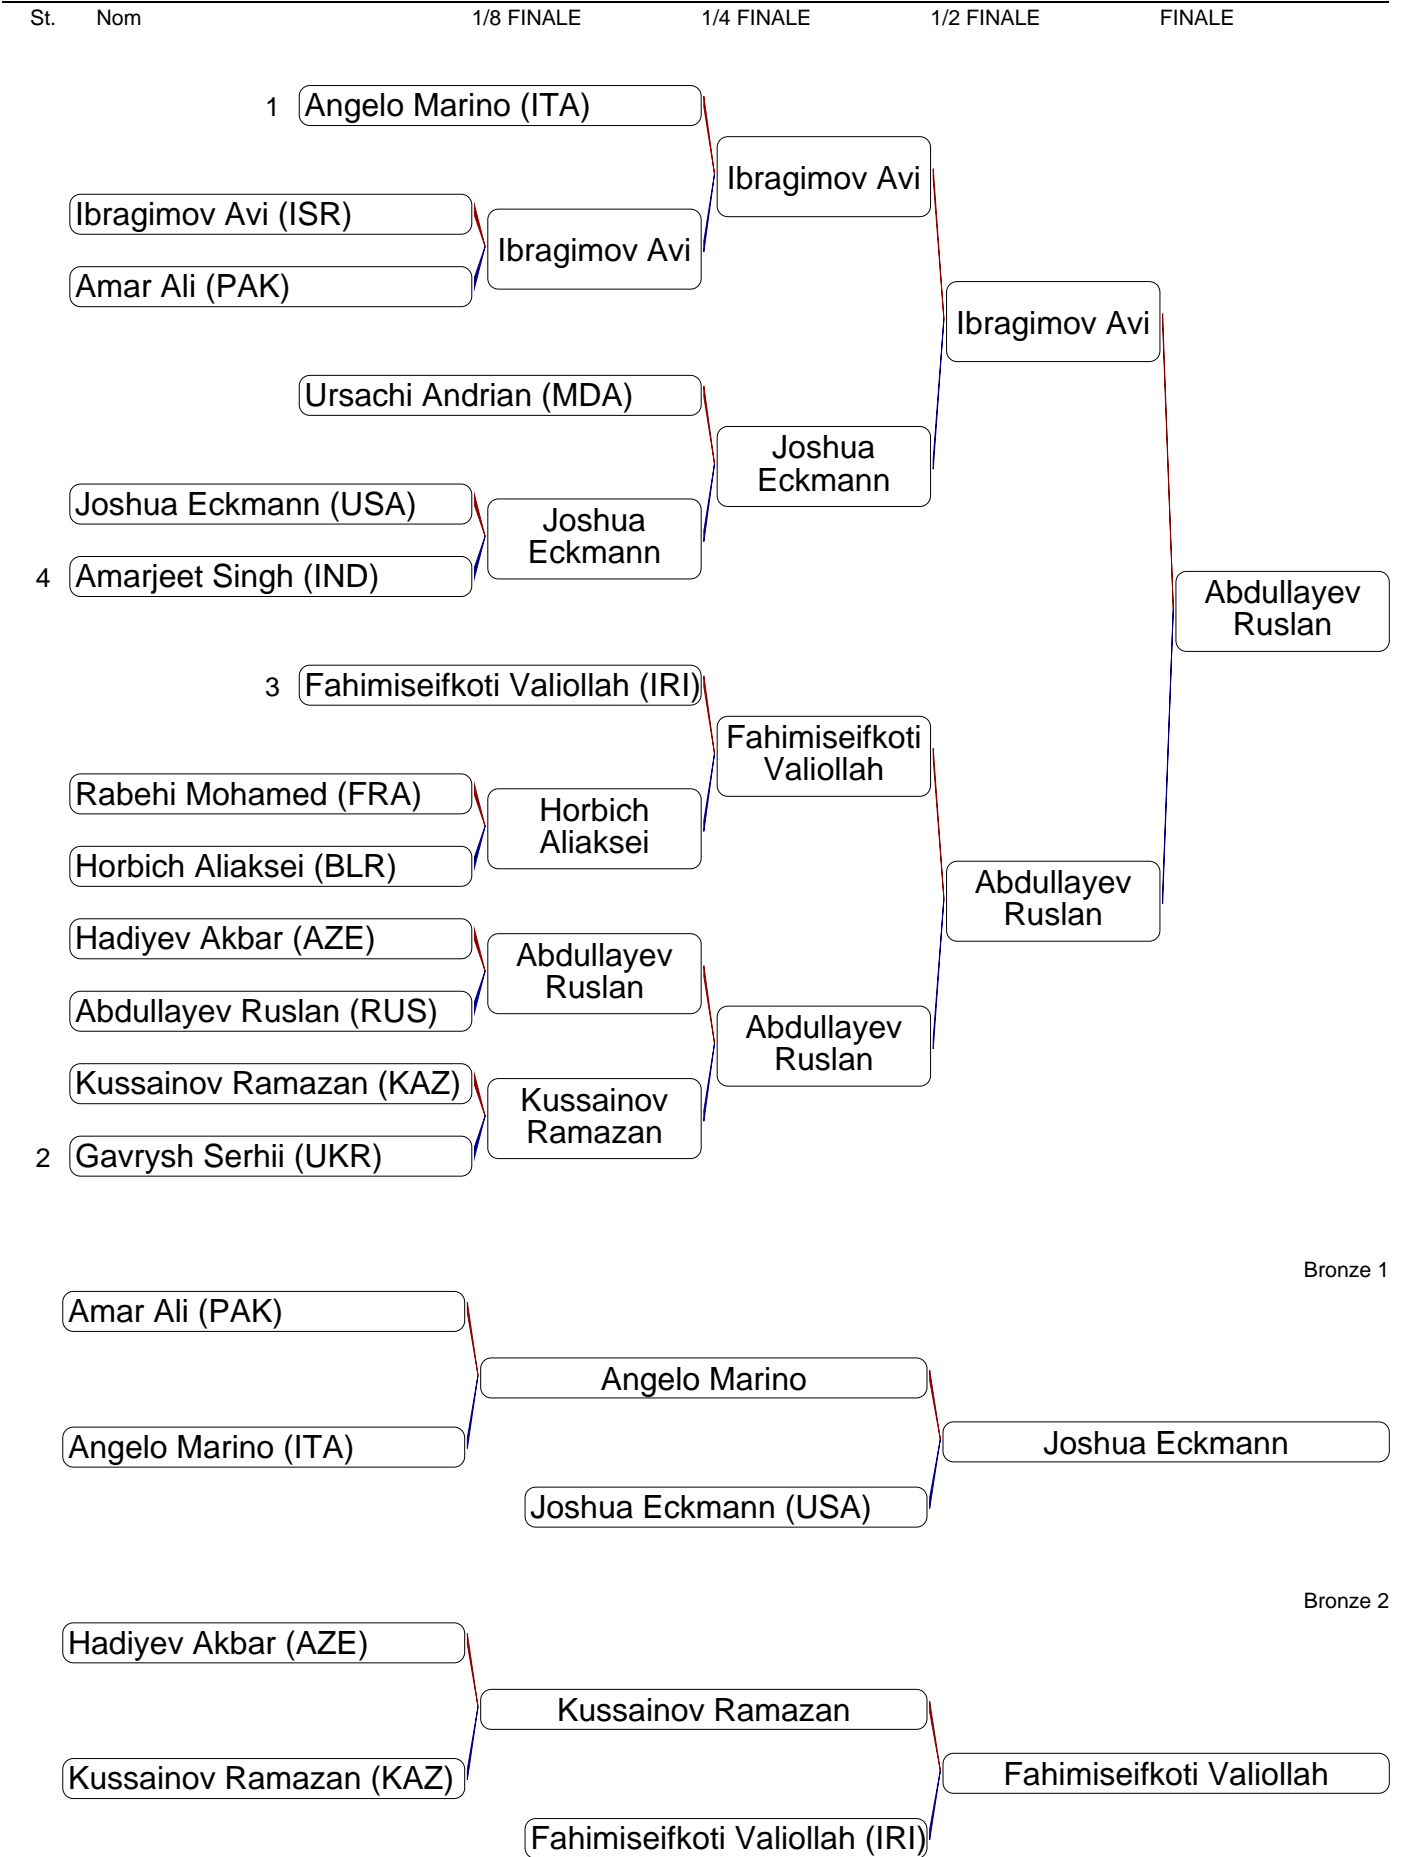 St. Nom 1/8 FINALE 1/4 FINALE 1/2 FINALE FINALE
1 Angelo Marino (ITA)
Ibragimov Avi
Ibragimov Avi (ISR)
Ibragimov Avi
Amar Ali (PAK)
Ibragimov Avi
Ursachi Andrian (MDA)
Joshua
Eckmann
Joshua Eckmann (USA)
Joshua
Eckmann
4 Amarjeet Singh (IND)
Abdullayev
Ruslan
3 Fahimiseifkoti Valiollah (IRI)
Fahimiseifkoti
Valiollah
Rabehi Mohamed (FRA)
Horbich
Aliaksei
Horbich Aliaksei (BLR)
Abdullayev
Ruslan
Hadiyev Akbar (AZE)
Abdullayev
Ruslan
Abdullayev Ruslan (RUS)
Abdullayev
Ruslan
Kussainov Ramazan (KAZ)
Kussainov
Ramazan
2 Gavrysh Serhii (UKR)
Bronze 1
Amar Ali (PAK)
Angelo Marino
Angelo Marino (ITA)
Joshua Eckmann
Joshua Eckmann (USA)
Bronze 2
Hadiyev Akbar (AZE)
Kussainov Ramazan
Kussainov Ramazan (KAZ)
Fahimiseifkoti Valiollah
Fahimiseifkoti Valiollah (IRI)